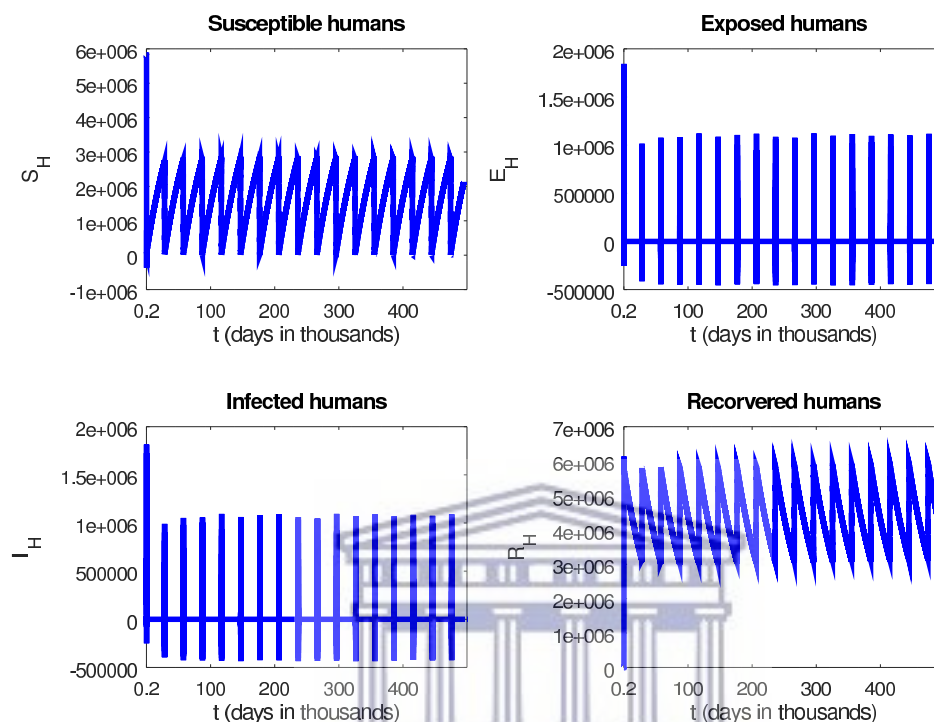 Susceptible humans
6e+006
5e+006
4e+006
3e+006
2e+006
1e+006
0
-1e+006
S_H
0.2 100 200 300 400
t (days in thousands)
Exposed humans
2e+006
1.5e+006
1e+006
500000
0
-500000
E_H
0.2 100 200 300 400
t (days in thousands)
Infected humans
2e+006
1.5e+006
1e+006
500000
0
-500000
I_H
0.2 100 200 300 400
t (days in thousands)
Recorvered humans
7e+006
6e+006
5e+006
4e+006
3e+006
2e+006
1e+006
0
R_H
0.2 100 200 300 400
t (days in thousands)